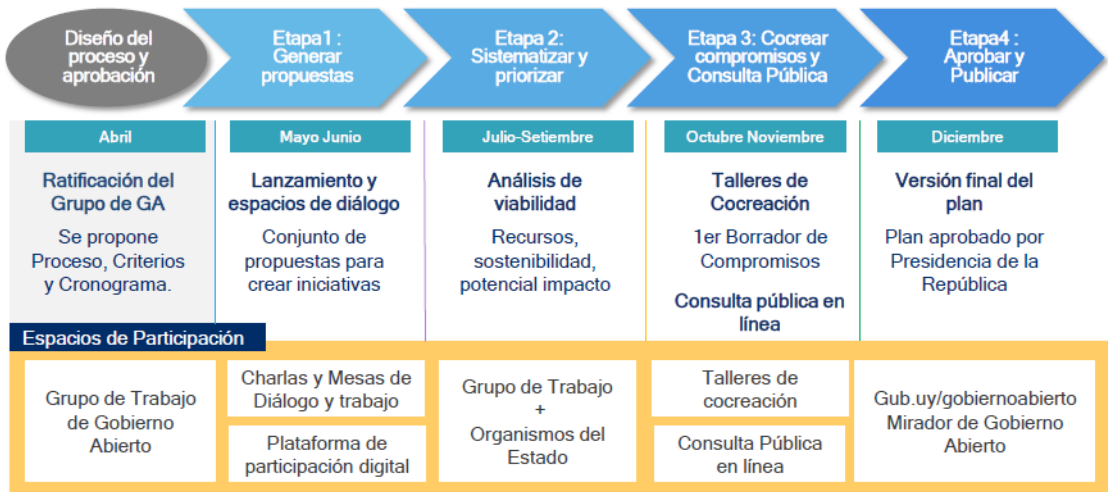 Diseño del
proceso y
aprobación
Etapa1 :
Generar
propuestas
Etapa 2:
Sistematizar y
priorizar
Etapa 3: Cocrear
compromisos y
Consulta Pública
Etapa4 :
Aprobar y
Publicar
Abril
Mayo Junio
Julio-Setiembre
Octubre Noviembre
Diciembre
Ratificación del
Grupo de GA
Se propone
Proceso, Criterios
y Cronograma.
Lanzamiento y
espacios de diálogo
Conjunto de
propuestas para
crear iniciativas
Análisis de
viabilidad
Recursos,
sostenibilidad,
potencial impacto
Talleres de
Cocreación
1er Borrador de
Compromisos
Consulta pública en
línea
Versión final del
plan
Plan aprobado por
Presidencia de la
República
Espacios de Participación
Grupo de Trabajo
de Gobierno
Abierto
Charlas y Mesas de
Diálogo y trabajo
Plataforma de
participación digital
Grupo de Trabajo
+
Organismos del
Estado
Talleres de
cocreación
Consulta Pública
en línea
Gub.uy/gobiernoabierto
Mirador de Gobierno
Abierto